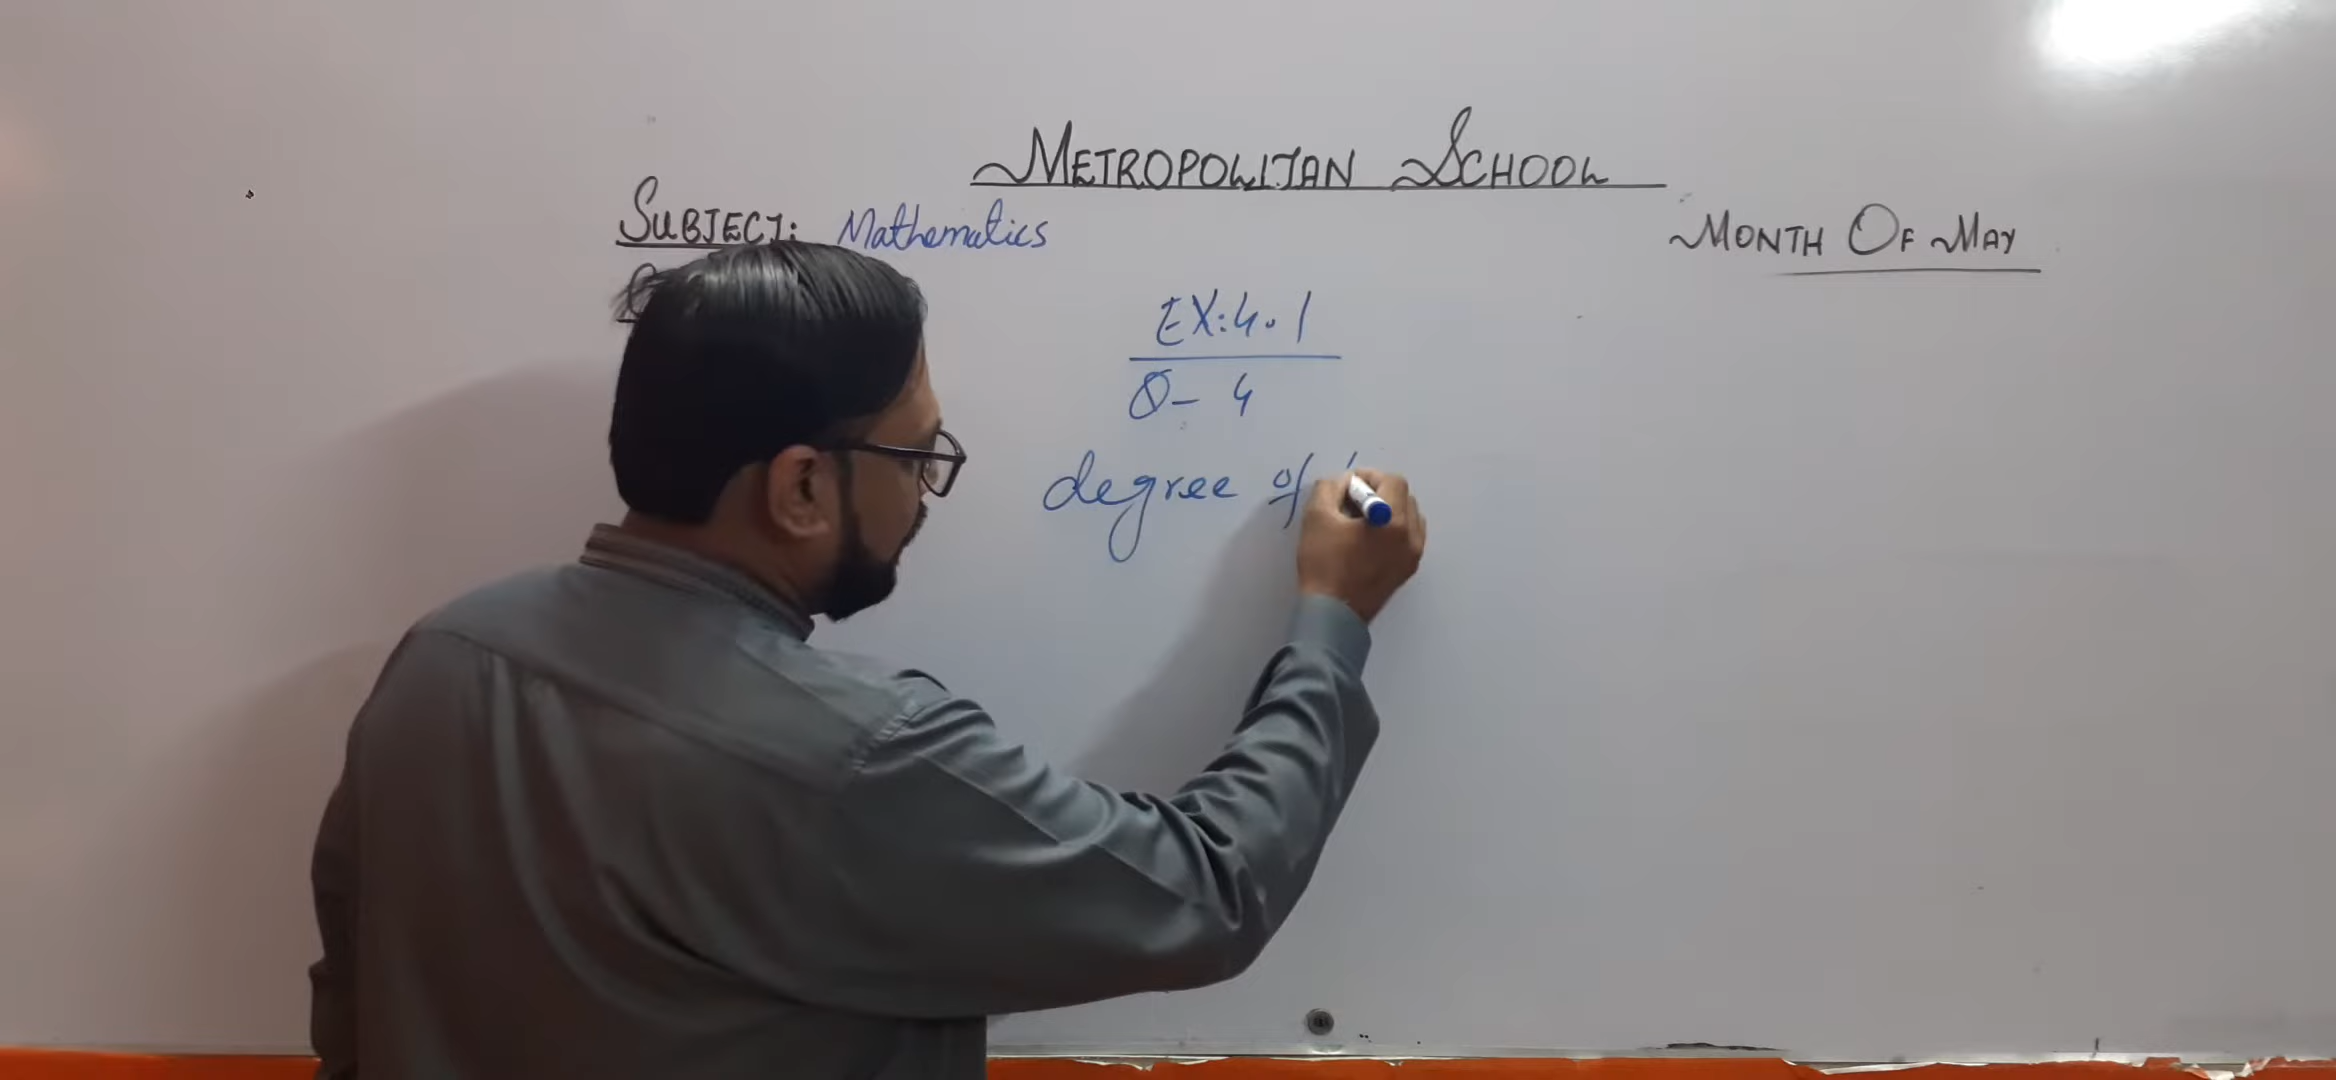 METROPOLITAN SCHOOL
SUBJECT: Mathematics
MONTH OF MAY
EX: 4.1
Q- 4
degree of